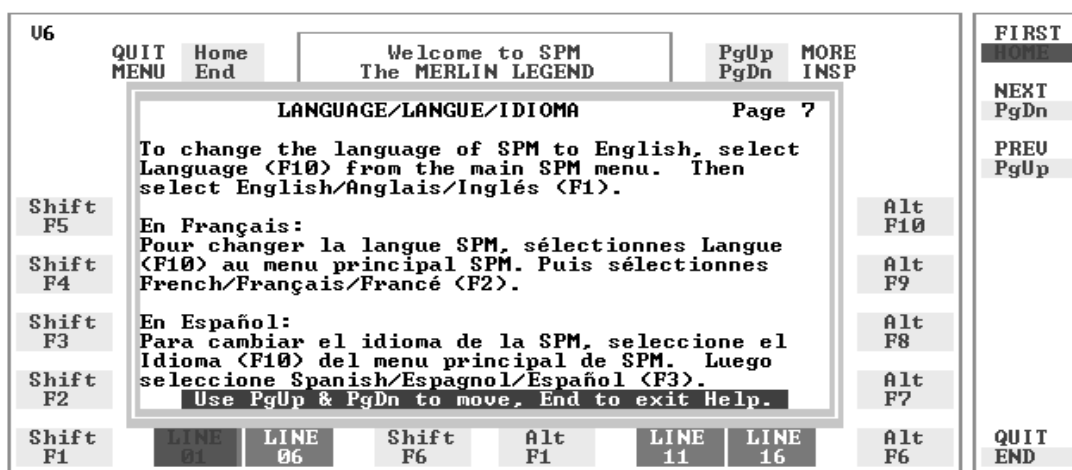 V6
QUIT Home Welcome to SPM PgUp MORE
MENU End The MERLIN LEGEND PgDn INSP
LANGUAGE/LANGUE/IDIOMA Page 7
To change the language of SPM to English, select
Language (F10) from the main SPM menu. Then
select English/Anglais/Inglés (F1).
En Français:
Pour changer la langue SPM, sélectionnes Langue
(F10) au menu principal SPM. Puis sélectionnes
French/Français/Francé (F2).
En Español:
Para cambiar el idioma de la SPM, seleccione el
Idioma (F10) del menu principal de SPM. Luego
seleccione Spanish/Espagnol/Español (F3).
Use PgUp & PgDn to move, End to exit Help.
Shift
F5
Shift
F4
Shift
F3
Shift
F2
Alt
F10
Alt
F9
Alt
F8
Alt
F7
Shift LINE LINE Shift Alt LINE LINE Alt
F1 01 06 F6 F1 11 16 F6
FIRST
HOME
NEXT
PgDn
PREV
PgUp
QUIT
END